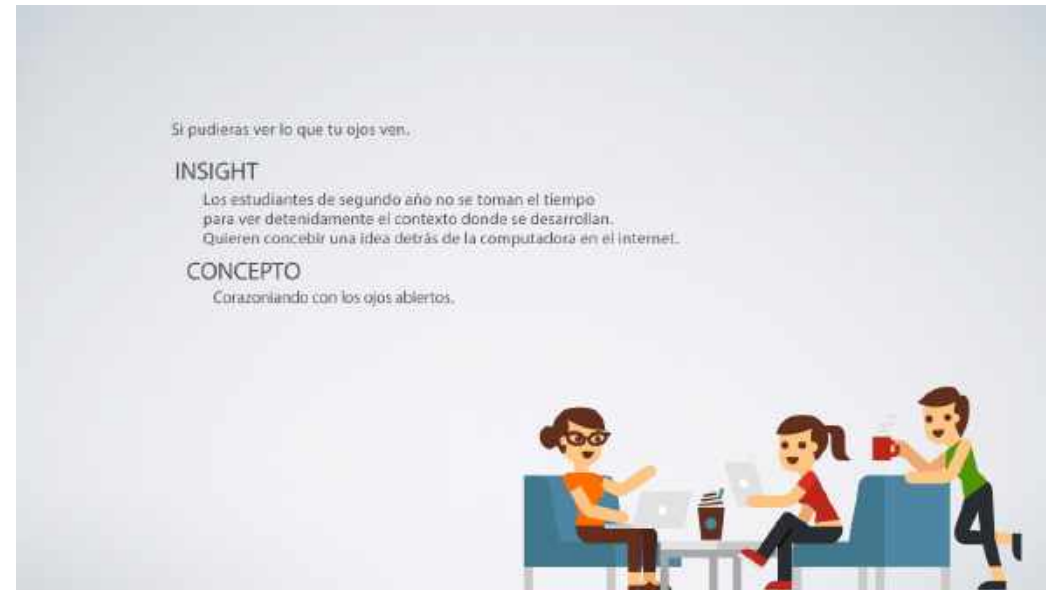 Si pudieras ver lo que tu ojos ven.
INSIGHT
Los estudiantes de segundo año no se toman el tiempo
para ver detenidamente el contexto donde se desarrollan.
Quieren concebir una idea detrás de la computadora en el internet.
CONCEPTO
Corazoniando con los ojos abiertos.